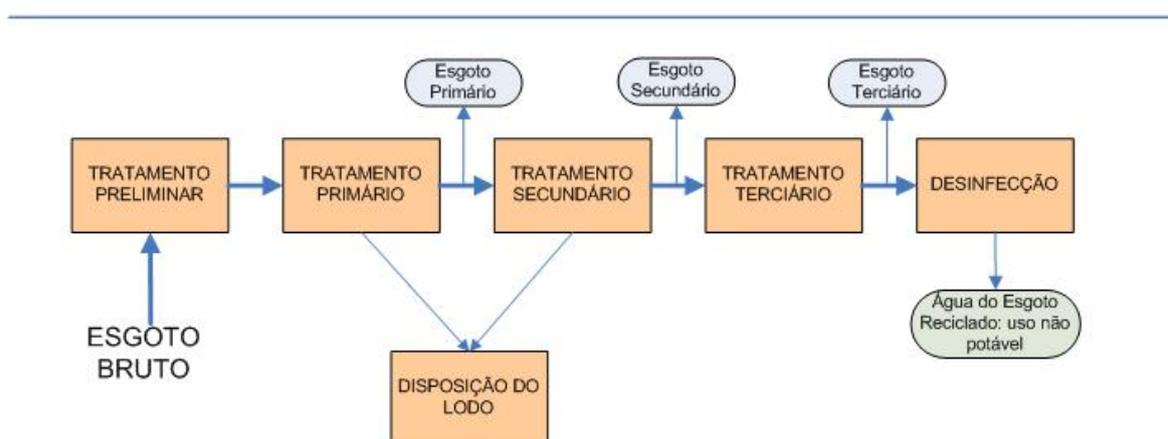 Esgoto
Primário
Esgoto
Secundário
Esgoto
Terciário
TRATAMENTO
PRELIMINAR
TRATAMENTO
PRIMÁRIO
TRATAMENTO
SECUNDÁRIO
TRATAMENTO
TERCIÁRIO
DESINFECÇÃO
ESGOTO
BRUTO
DISPOSIÇÃO DO
LODO
Água do Esgoto
Reciclado: uso não
potável